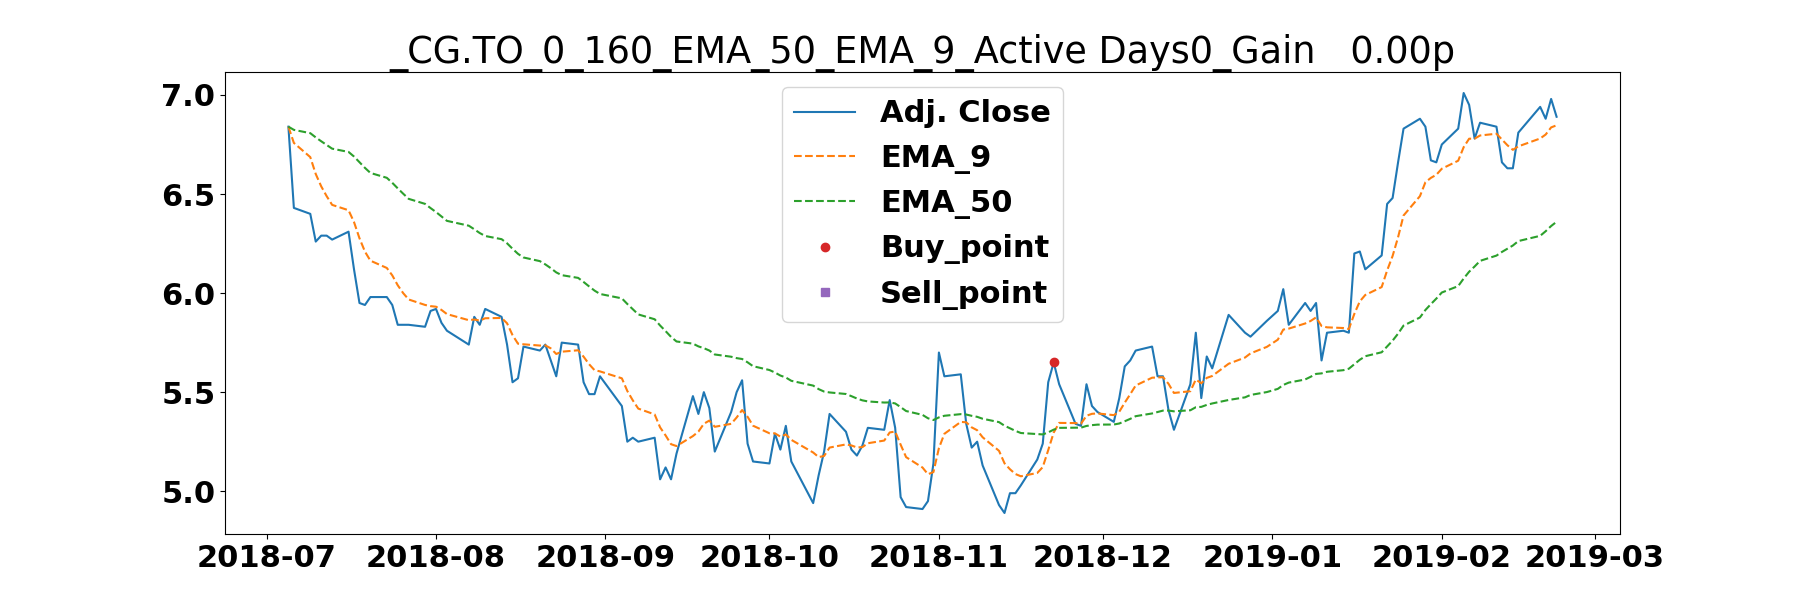 _CG.TO_0_160_EMA_50_EMA_9_Active Days0_Gain   0.00p
7.0
6.5
6.0
5.5
5.0
Adj. Close
EMA_9
EMA_50
Buy_point
Sell_point
2018-07 2018-08 2018-09 2018-10 2018-11 2018-12 2019-01 2019-02 2019-03